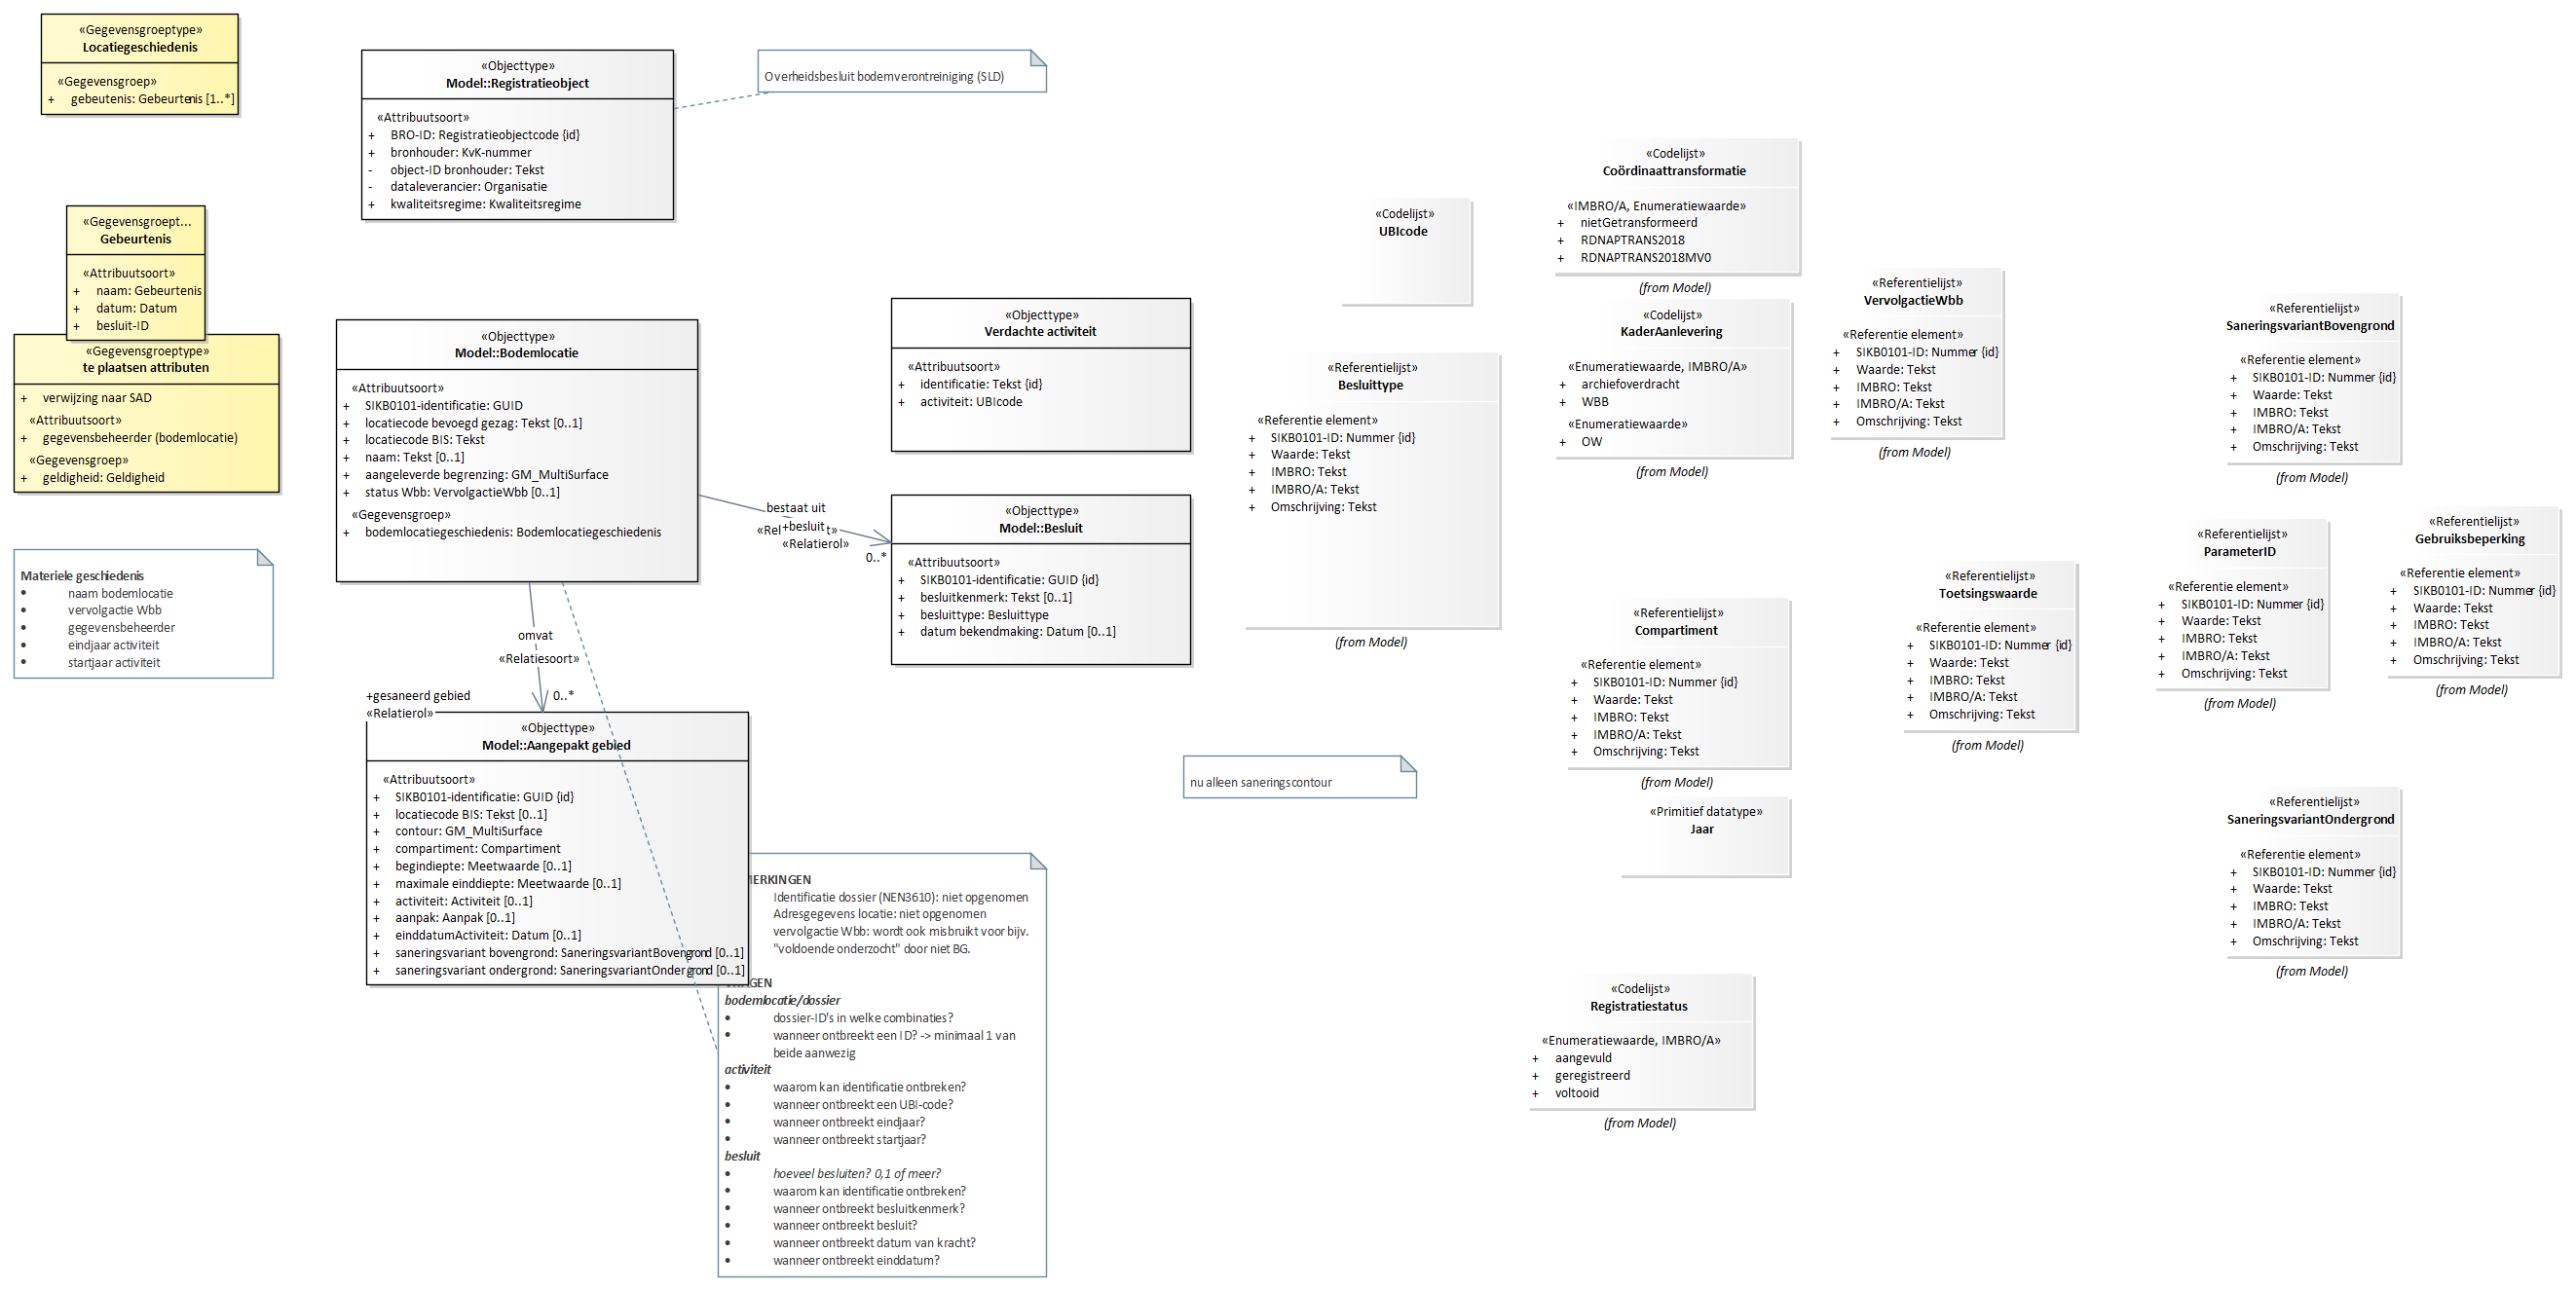 «Gegevensgroeptype»
Locatiegeschiedenis
«Gegevensgroep»
+ gebeutenis: Gebeurtenis [1..*]
«Gegevensgroept...
Gebeurtenis
«Attribuutsoort»
+ naam: Gebeurtenis
+ datum: Datum
+ besluit-ID
«Gegevensgroeptype»
te plaatsen attributen
+ verwijzing naar SAD
«Attribuutsoort»
+ gegevensbeheerder (bodemlocatie)
«Gegevensgroep»
+ geldigheid: Geldigheid
Materiele geschiedenis
• naam bodemlocatie
• vervolgactie Wbb
• gegevensbeheerder
• eindjaar activiteit
• startjaar activiteit
«Objecttype»
Model::Registratieobject
«Attribuutsoort»
+ BRO-ID: Registratieobjectcode {id}
+ bronhouder: KvK-nummer
- object-ID bronhouder: Tekst
- dataleverancier: Organisatie
+ kwaliteitsregime: Kwaliteitsregime
Overheidsbesluit bodemverontreiniging (SLD)
«Objecttype»
Model::Bodemlocatie
«Attribuutsoort»
+ SIKB0101-identificatie: GUID
+ locatiecode bevoegd gezag: Tekst [0..1]
+ locatiecode BIS: Tekst
+ naam: Tekst [0..1]
+ aangeleverde begrenzing: GM_MultiSurface
+ status Wbb: VervolgactieWbb [0..1]
«Gegevensgroep»
+ bodemlocatiegeschiedenis: Bodemlocatiegeschiedenis
bestaat uit
+besluit
«Relatierol»
0..*
omvat
«Relatiesoort»
0..*
+gesaneerd gebied
«Relatierol»
«Objecttype»
Verdachte activiteit
«Attribuutsoort»
+ identificatie: Tekst {id}
+ activiteit: UBIcode
«Objecttype»
Model::Besluit
«Attribuutsoort»
+ SIKB0101-identificatie: GUID {id}
+ besluitkenmerk: Tekst [0..1]
+ besluittype: Besluittype
+ datum bekendmaking: Datum [0..1]
«Objecttype»
Model::Aangepakt gebied
«Attribuutsoort»
+ SIKB0101-identificatie: GUID {id}
+ locatiecode BIS: Tekst [0..1]
+ contour: GM_MultiSurface
+ compartiment: Compartiment
+ begindiepte: Meetwaarde [0..1]
+ maximale einddiepte: Meetwaarde [0..1]
+ activiteit: Activiteit [0..1]
+ aanpak: Aanpak [0..1]
+ einddatumActiviteit: Datum [0..1]
+ saneringsvariant bovengrond: SaneringsvariantBovengrond [0..1]
+ saneringsvariant ondergrond: SaneringsvariantOndergrond [0..1]
MERKINGEN
Identificatie dossier (NEN3610): niet opgenomen
Adresgegevens locatie: niet opgenomen
vervolgactie Wbb: wordt ook misbruikt voor bijv.
"voldoende onderzocht" door niet BG.
GEN
bodemlocatie/dossier
• dossier-ID's in welke combinaties?
• wanneer ontbreekt een ID? -> minimaal 1 van
beide aanwezig
activiteit
• waarom kan identificatie ontbreken?
• wanneer ontbreekt een UBI-code?
• wanneer ontbreekt eindjaar?
• wanneer ontbreekt startjaar?
besluit
• hoeveel besluiten? 0,1 of meer?
• waarom kan identificatie ontbreken?
• wanneer ontbreekt besluitkenmerk?
• wanneer ontbreekt besluit?
• wanneer ontbreekt datum van kracht?
• wanneer ontbreekt einddatum?
nu alleen saneringscontour
«Codelijst»
UBIcode
«Referentielijst»
Besluittype
«Referentie element»
+ SIKB0101-ID: Nummer {id}
+ Waarde: Tekst
+ IMBRO: Tekst
+ IMBRO/A: Tekst
+ Omschrijving: Tekst
(from Model)
«Codelijst»
Coördinaattransformatie
«IMBRO/A, Enumeratiewaarde»
+ nietGetransformeerd
+ RDNAPTRANS2018
+ RDNAPTRANS2018MV0
(from Model)
«Codelijst»
KaderAanlevering
«Enumeratiewaarde, IMBRO/A»
+ archiefoverdracht
+ WBB
«Enumeratiewaarde»
+ OW
(from Model)
«Referentielijst»
VervolgactieWbb
«Referentie element»
+ SIKB0101-ID: Nummer {id}
+ Waarde: Tekst
+ IMBRO: Tekst
+ IMBRO/A: Tekst
+ Omschrijving: Tekst
(from Model)
«Referentielijst»
SaneringsvariantBovengrond
«Referentie element»
+ SIKB0101-ID: Nummer {id}
+ Waarde: Tekst
+ IMBRO: Tekst
+ IMBRO/A: Tekst
+ Omschrijving: Tekst
(from Model)
«Referentielijst»
Compartiment
«Referentie element»
+ SIKB0101-ID: Nummer {id}
+ Waarde: Tekst
+ IMBRO: Tekst
+ IMBRO/A: Tekst
+ Omschrijving: Tekst
(from Model)
«Referentielijst»
Toetsingswaarde
«Referentie element»
+ SIKB0101-ID: Nummer {id}
+ Waarde: Tekst
+ IMBRO: Tekst
+ IMBRO/A: Tekst
+ Omschrijving: Tekst
(from Model)
«Referentielijst»
ParameterID
«Referentie element»
+ SIKB0101-ID: Nummer {id}
+ Waarde: Tekst
+ IMBRO: Tekst
+ IMBRO/A: Tekst
+ Omschrijving: Tekst
(from Model)
«Referentielijst»
Gebruiksbeperking
«Referentie element»
+ SIKB0101-ID: Nummer {id}
+ Waarde: Tekst
+ IMBRO: Tekst
+ IMBRO/A: Tekst
+ Omschrijving: Tekst
(from Model)
«Primitief datatype»
Jaar
«Referentielijst»
SaneringsvariantOndergrond
«Referentie element»
+ SIKB0101-ID: Nummer {id}
+ Waarde: Tekst
+ IMBRO: Tekst
+ IMBRO/A: Tekst
+ Omschrijving: Tekst
(from Model)
«Codelijst»
Registratiestatus
«Enumeratiewaarde, IMBRO/A»
+ aangevuld
+ geregistreerd
+ voltooid
(from Model)